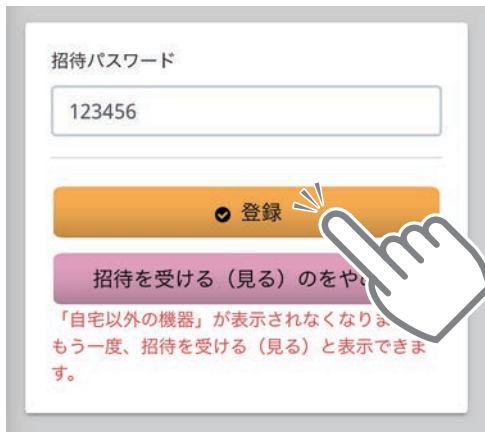 招待パスワード
123456
登録
招待を受ける（見る）のをや
「自宅以外の機器」が表示されなくなりま
もう一度、招待を受ける（見る）と表示できま
す。